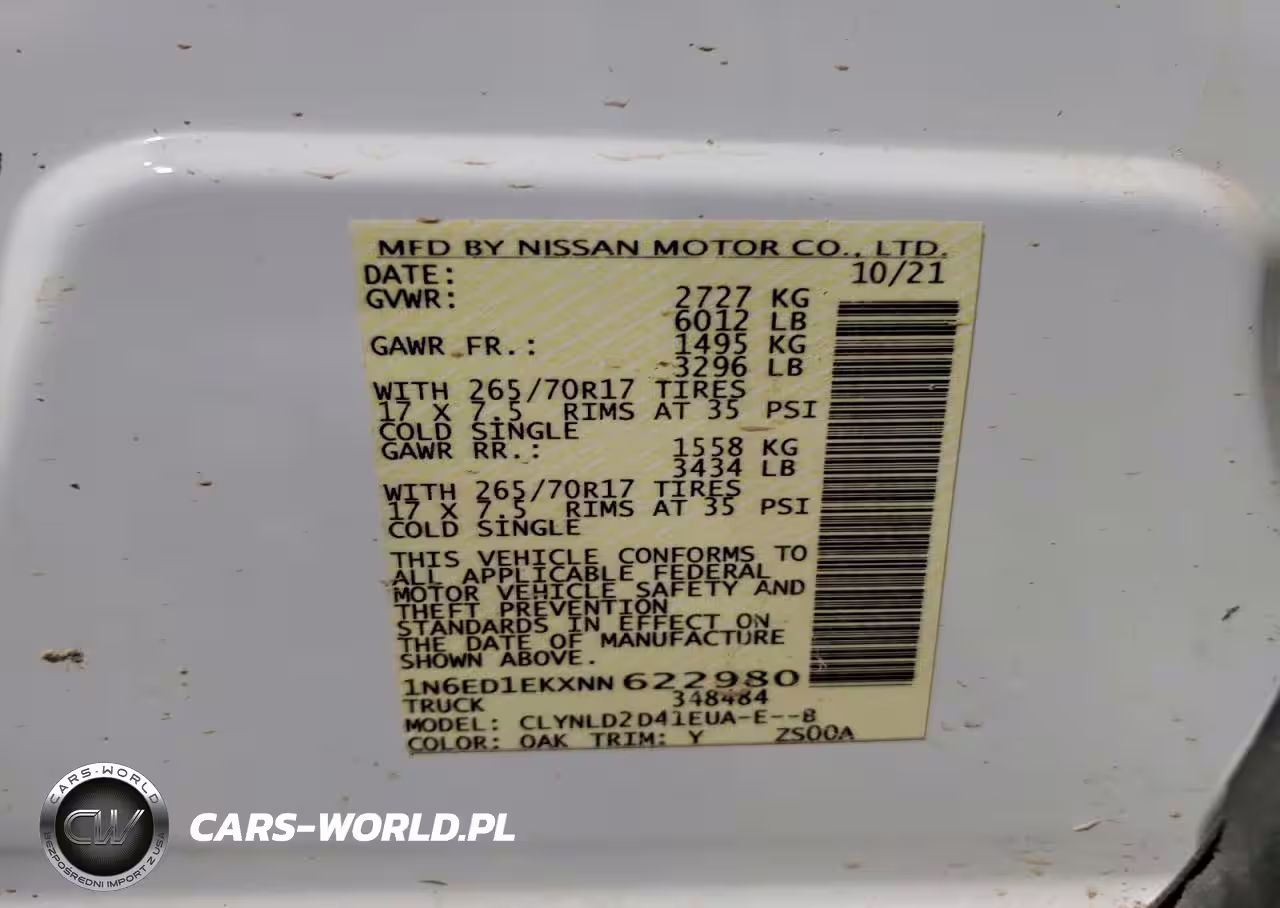 MFD BY NISSAN MOTOR CO., LTD.
DATE: 10/21
GVWR: 2727 KG
6012 LB
GAWR FR.: 1495 KG
3296 LB
WITH 265/70R17 TIRES
17 X 7.5 RIMS AT 35 PSI
COLD SINGLE
GAWR RR.: 1558 KG
3434 LB
WITH 265/70R17 TIRES
17 X 7.5 RIMS AT 35 PSI
COLD SINGLE
THIS VEHICLE CONFORMS TO
ALL APPLICABLE FEDERAL
MOTOR VEHICLE SAFETY AND
THEFT PREVENTION
STANDARDS IN EFFECT ON
THE DATE OF MANUFACTURE
SHOWN ABOVE.
1N6ED1EKXNN622980
TRUCK 348484
MODEL: CLYNLD2D41EUA-E--B
COLOR: OAK TRIM: Y ZS00A
CARS-WORLD
CW
BEZPOŚREDNI IMPORT Z USA
CARS-WORLD.PL